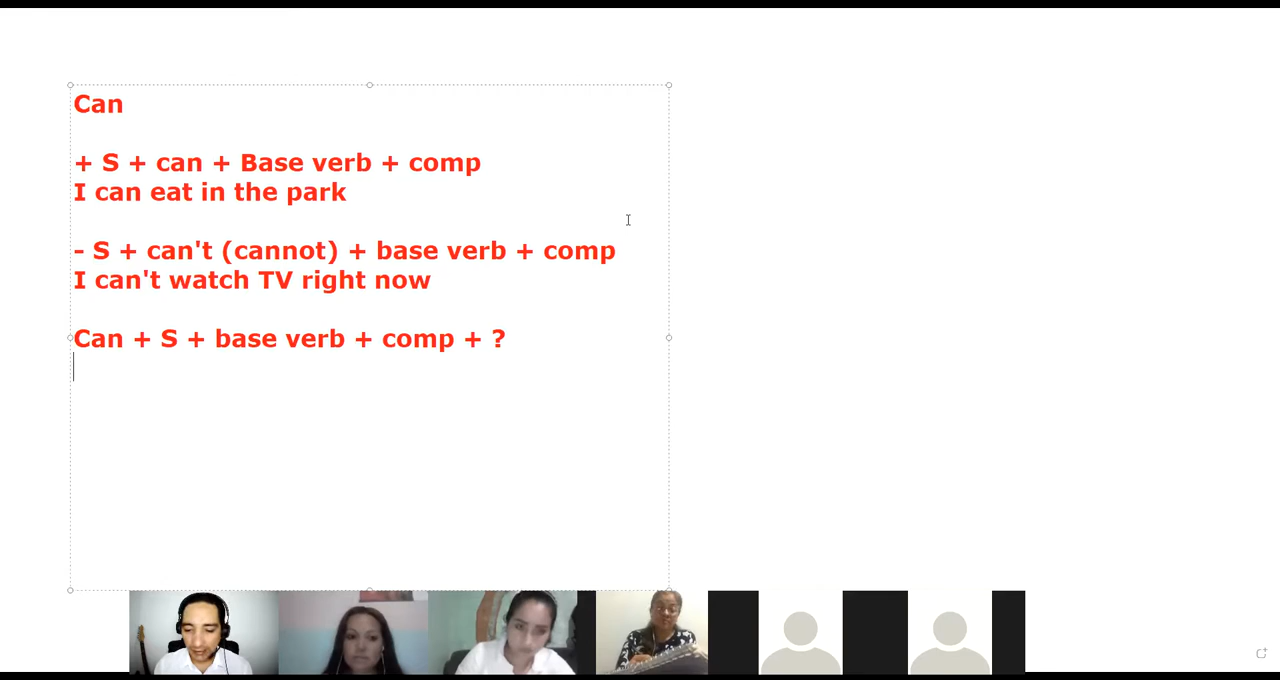 Can
+ S + can + Base verb + comp
I can eat in the park
- S + can't (cannot) + base verb + comp
I can't watch TV right now
Can + S + base verb + comp + ?